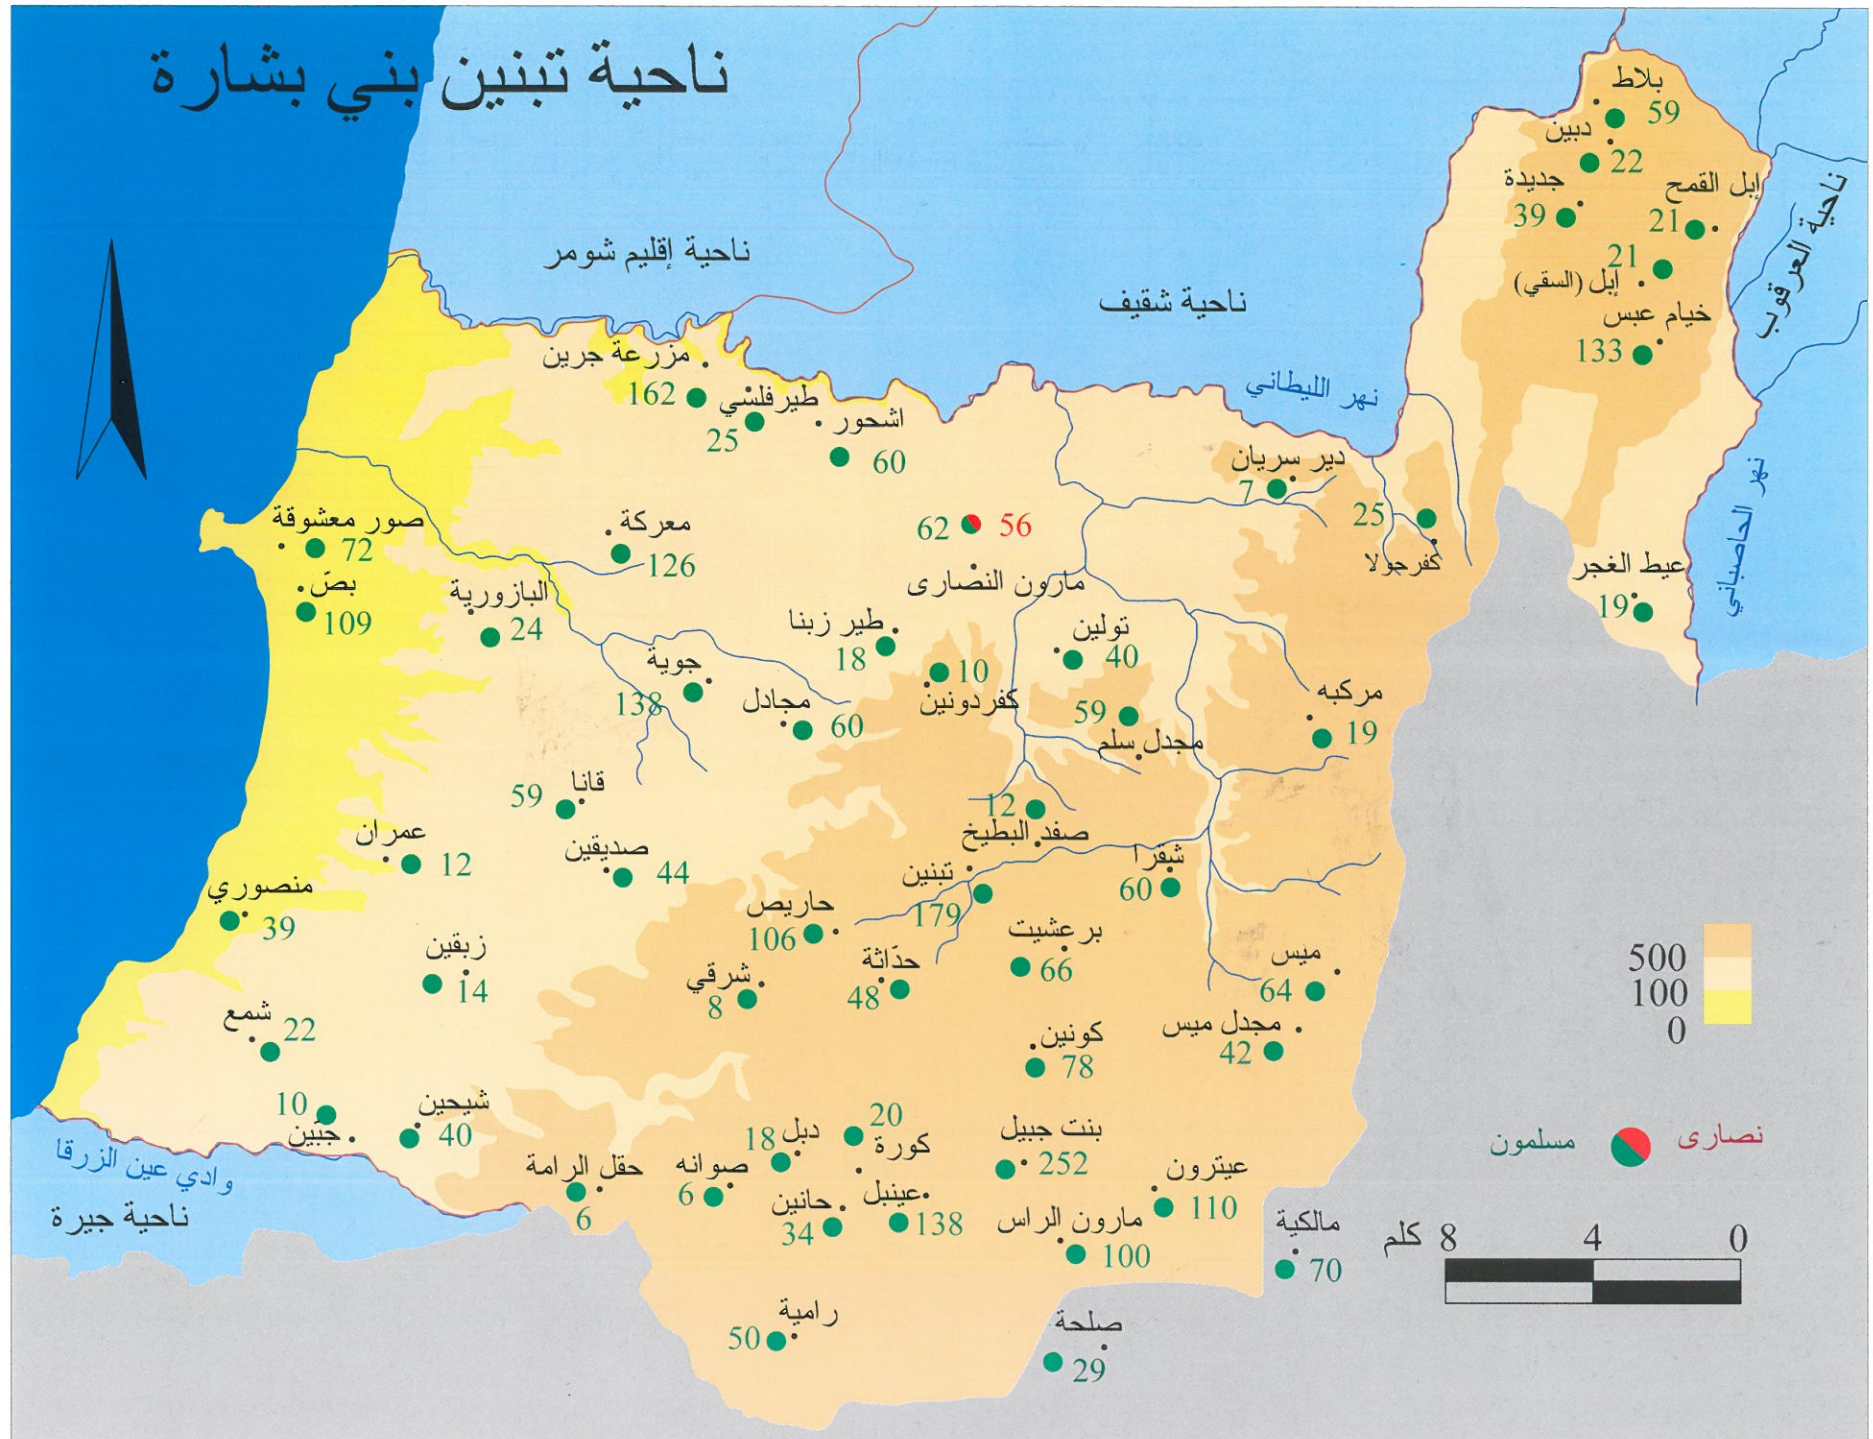 ناحية تبنين بني بشارة
بلاط
59
دبين
22
جديدة
39
إبل القمح
21
21
إبل (السقي)
خيام عبس
133
ناحية العرقوب
ناحية إقليم شومر
ناحية شقيف
نهر الليطاني
نهر الحاصباني
مزرعة جرين
162
طيرفلسي
25
اشحور
60
دير سريان
7
25
كفرجولا
عيط الغجر
19
صور معشوقة
72
معركة
126
62 56
مارون النصارى
بصّ
109
البازورية
24
طير زبنا
18
تولين
40
جوية
138
10
كفردونين
مجادل
60
59
مجدل سلم
مركبه
19
قانا
59
12
صفد البطيخ
عمران
12
صديقين
44
تبنين
179
شقرا
60
منصوري
39
حاريص
106
برعشيت
66
زبقين
14
شرقي
8
حدّاثة
48
ميس
64
شمع
22
كونين
78
مجدل ميس
42
500
100
0
10
جبّين
شيحين
40
دبل
18
20
كورة
بنت جبيل
252
نصارى
مسلمون
وادي عين الزرقا
ناحية جيرة
حقل الرامة
6
صوانه
6
حانين
34
عينبل
138
عيترون
110
مارون الراس
100
مالكية
70
0 4 8 كلم
رامية
50
صلحة
29